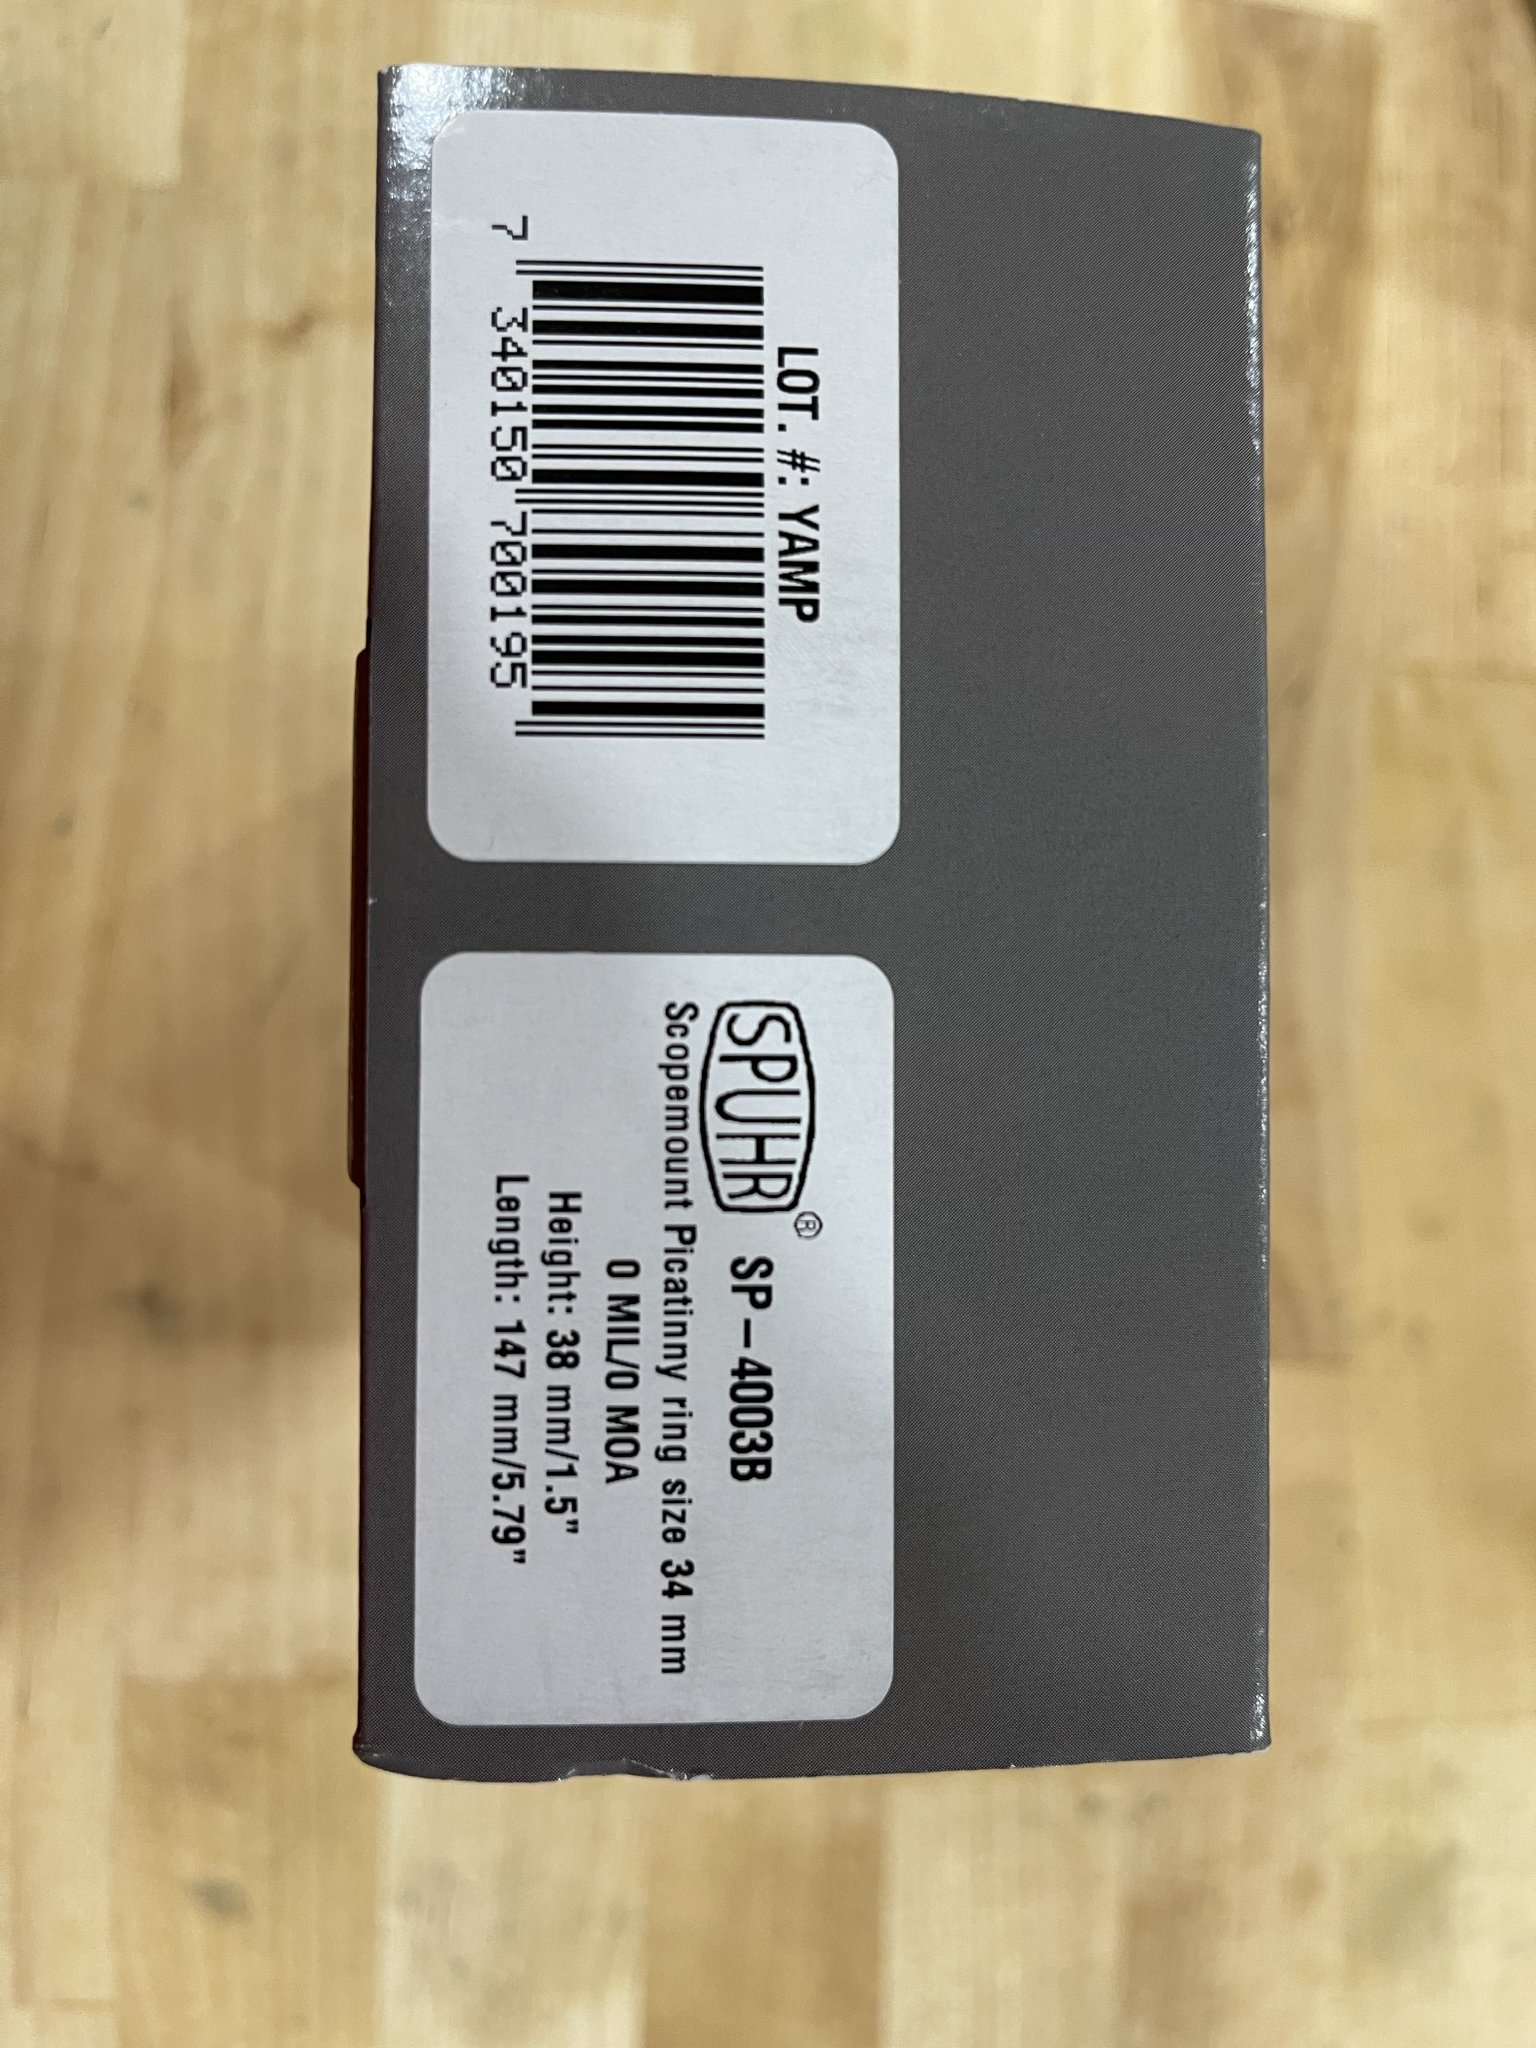 LOT. #: YAMP
7 340150 700195
SPUHR® SP-4003B
Scopemount Picatinny ring size 34 mm
0 MIL/0 MOA
Height: 38 mm/1.5"
Length: 147 mm/5.79"